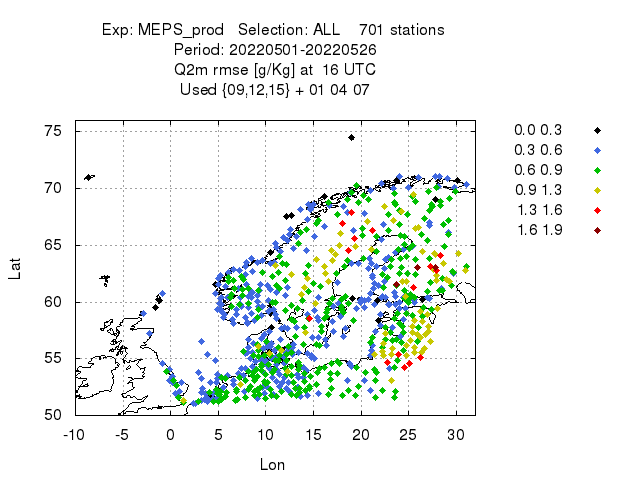 Exp: MEPS_prod Selection: ALL 701 stations
Period: 20220501-20220526
Q2m rmse [g/Kg] at 16 UTC
Used {09,12,15} + 01 04 07
0.0 0.3
0.3 0.6
0.6 0.9
0.9 1.3
1.3 1.6
1.6 1.9
75
70
65
60
55
50
Lat
-10 -5 0 5 10 15 20 25 30
Lon